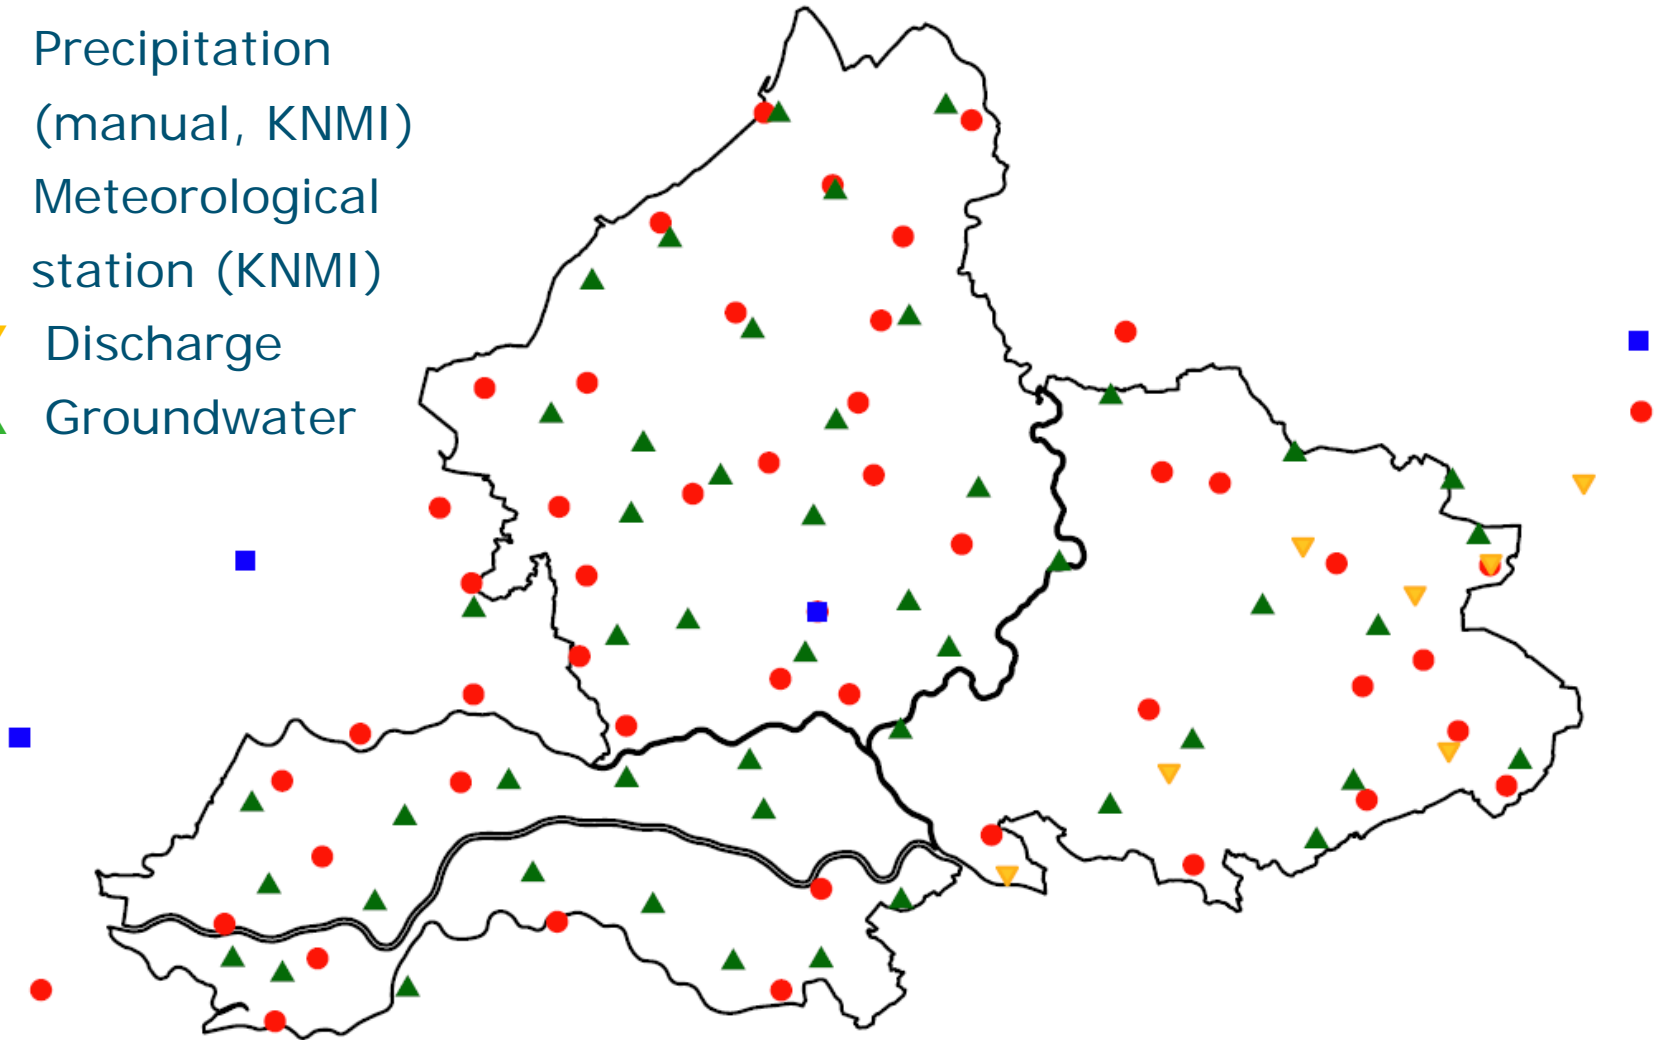 Precipitation
(manual, KNMI)
Meteorological
station (KNMI)
Discharge
Groundwater